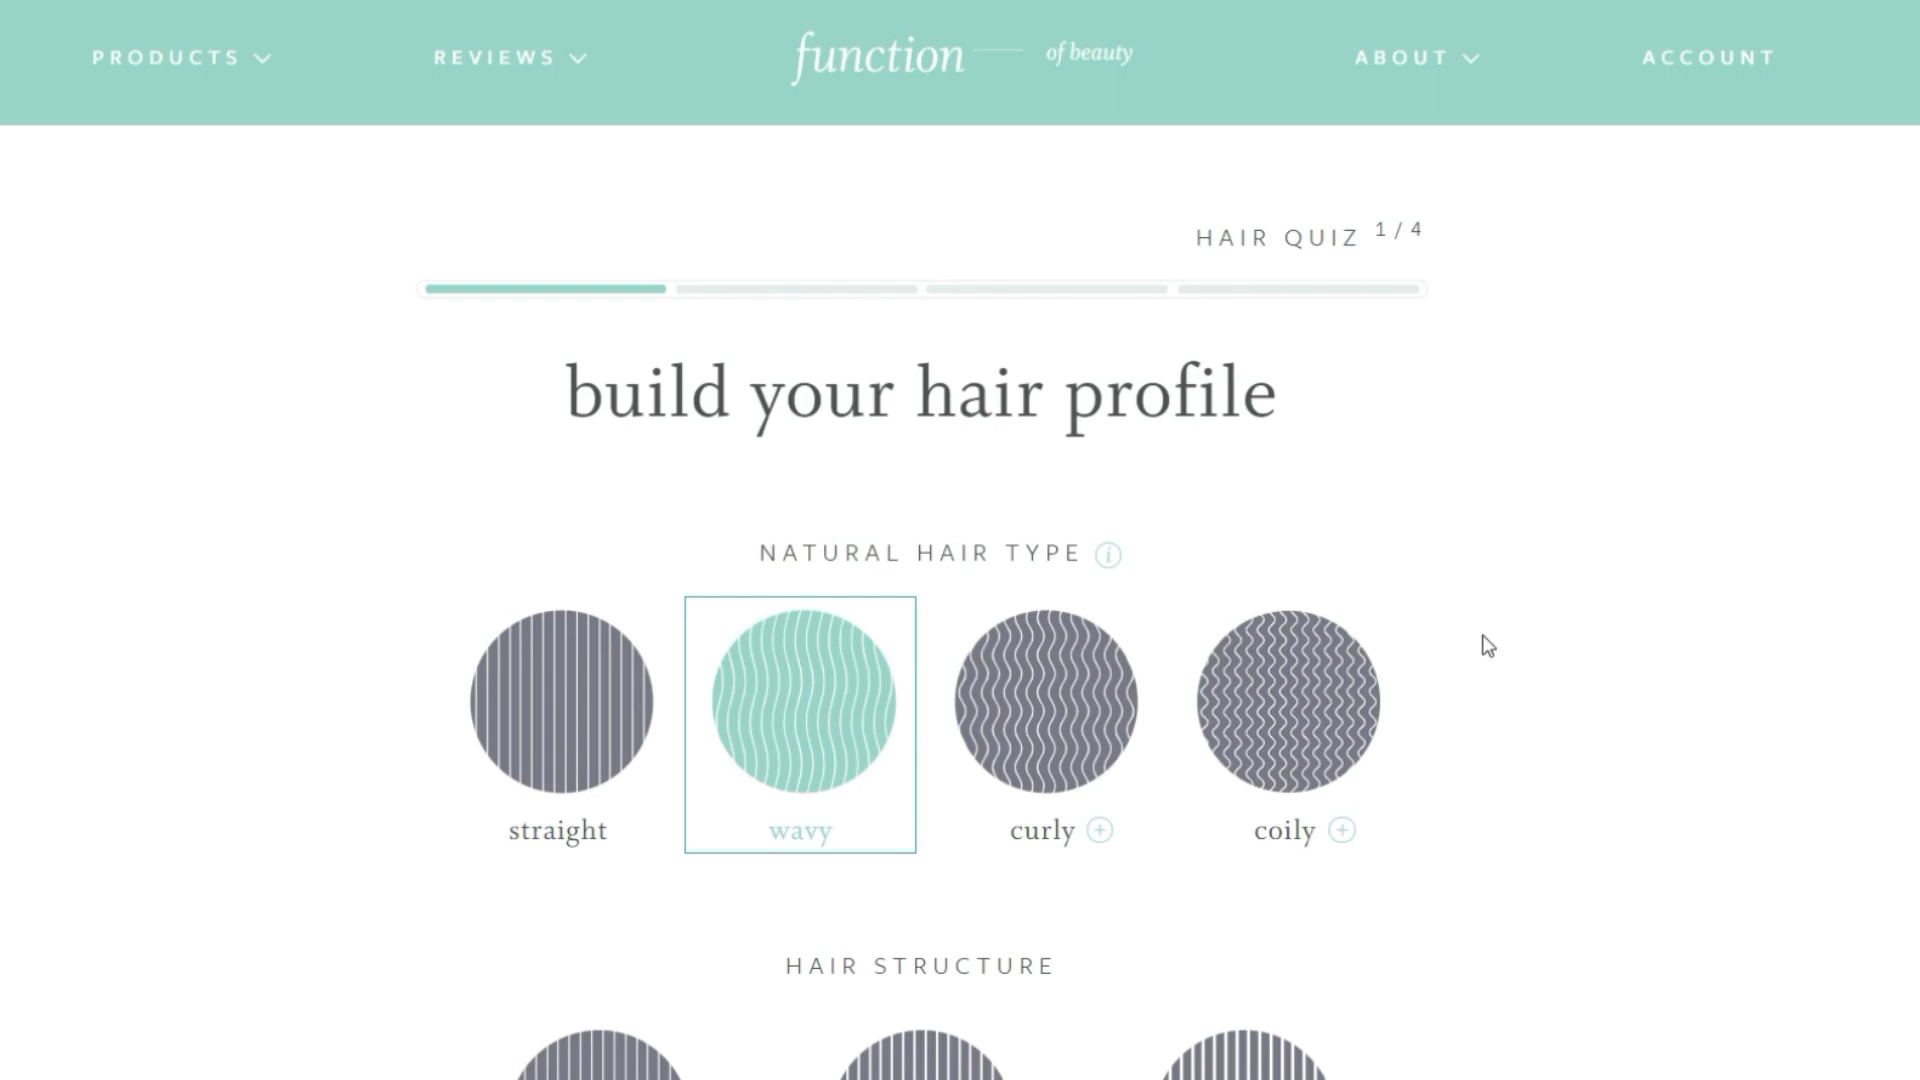 PRODUCTS
REVIEWS
function of beauty
ABOUT
ACCOUNT
HAIR QUIZ 1 / 4
build your hair profile
NATURAL HAIR TYPE i
straight
wavy
curly +
coily +
HAIR STRUCTURE